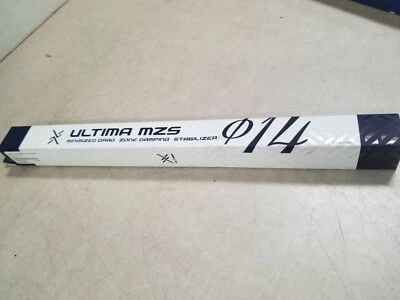 ULTIMA MZS
MINIMIZED DRAG ZONE DAMPING STABILIZER
Φ14